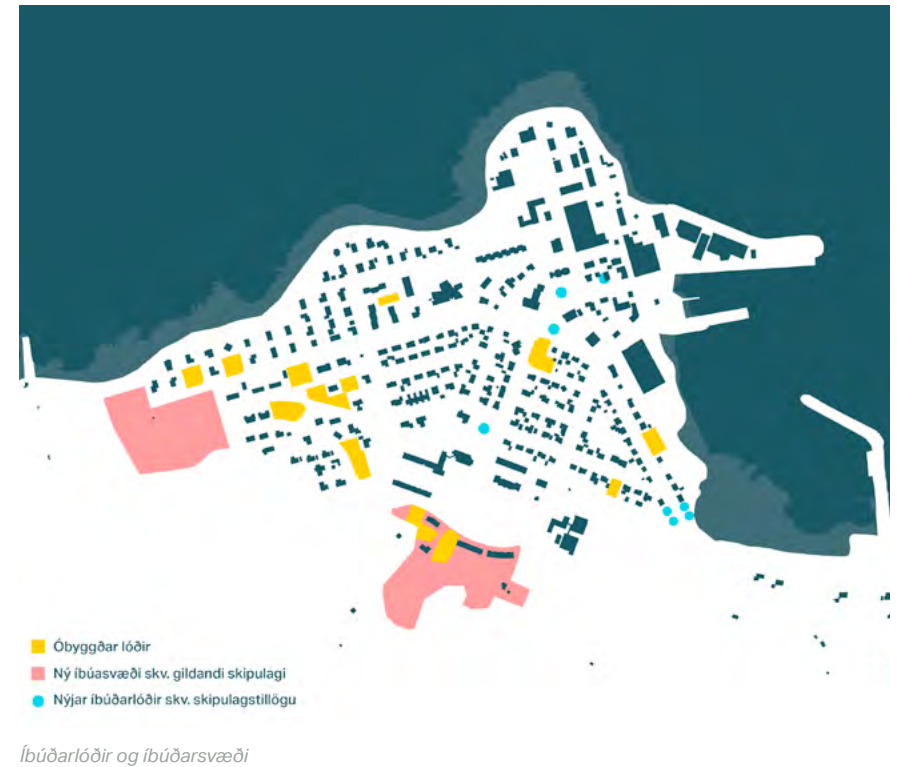 Óbyggðar lóðir
Ný íbúasvæði skv. gildandi skipulagi
Nýjar íbúðarlóðir skv. skipulagstillögu
Íbúðarlóðir og íbúðarsvæði